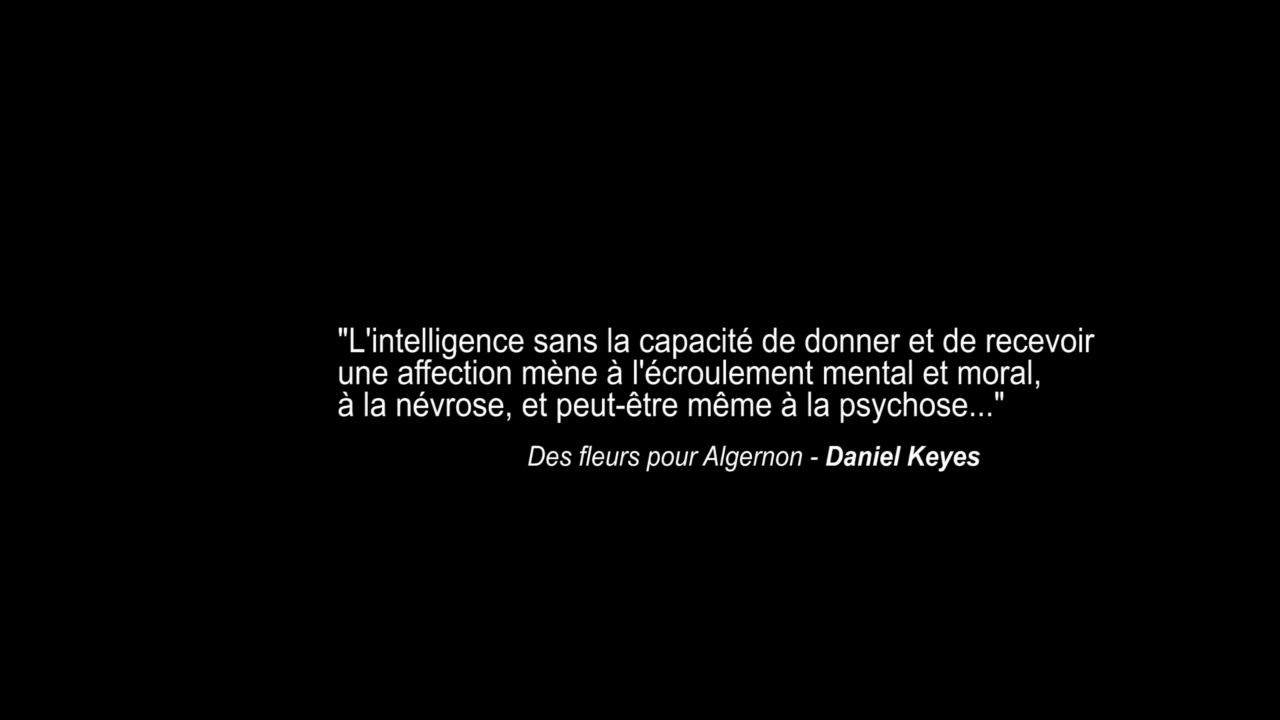 "L'intelligence sans la capacité de donner et de recevoir
une affection mène à l'écroulement mental et moral,
à la névrose, et peut-être même à la psychose..."
Des fleurs pour Algernon - Daniel Keyes